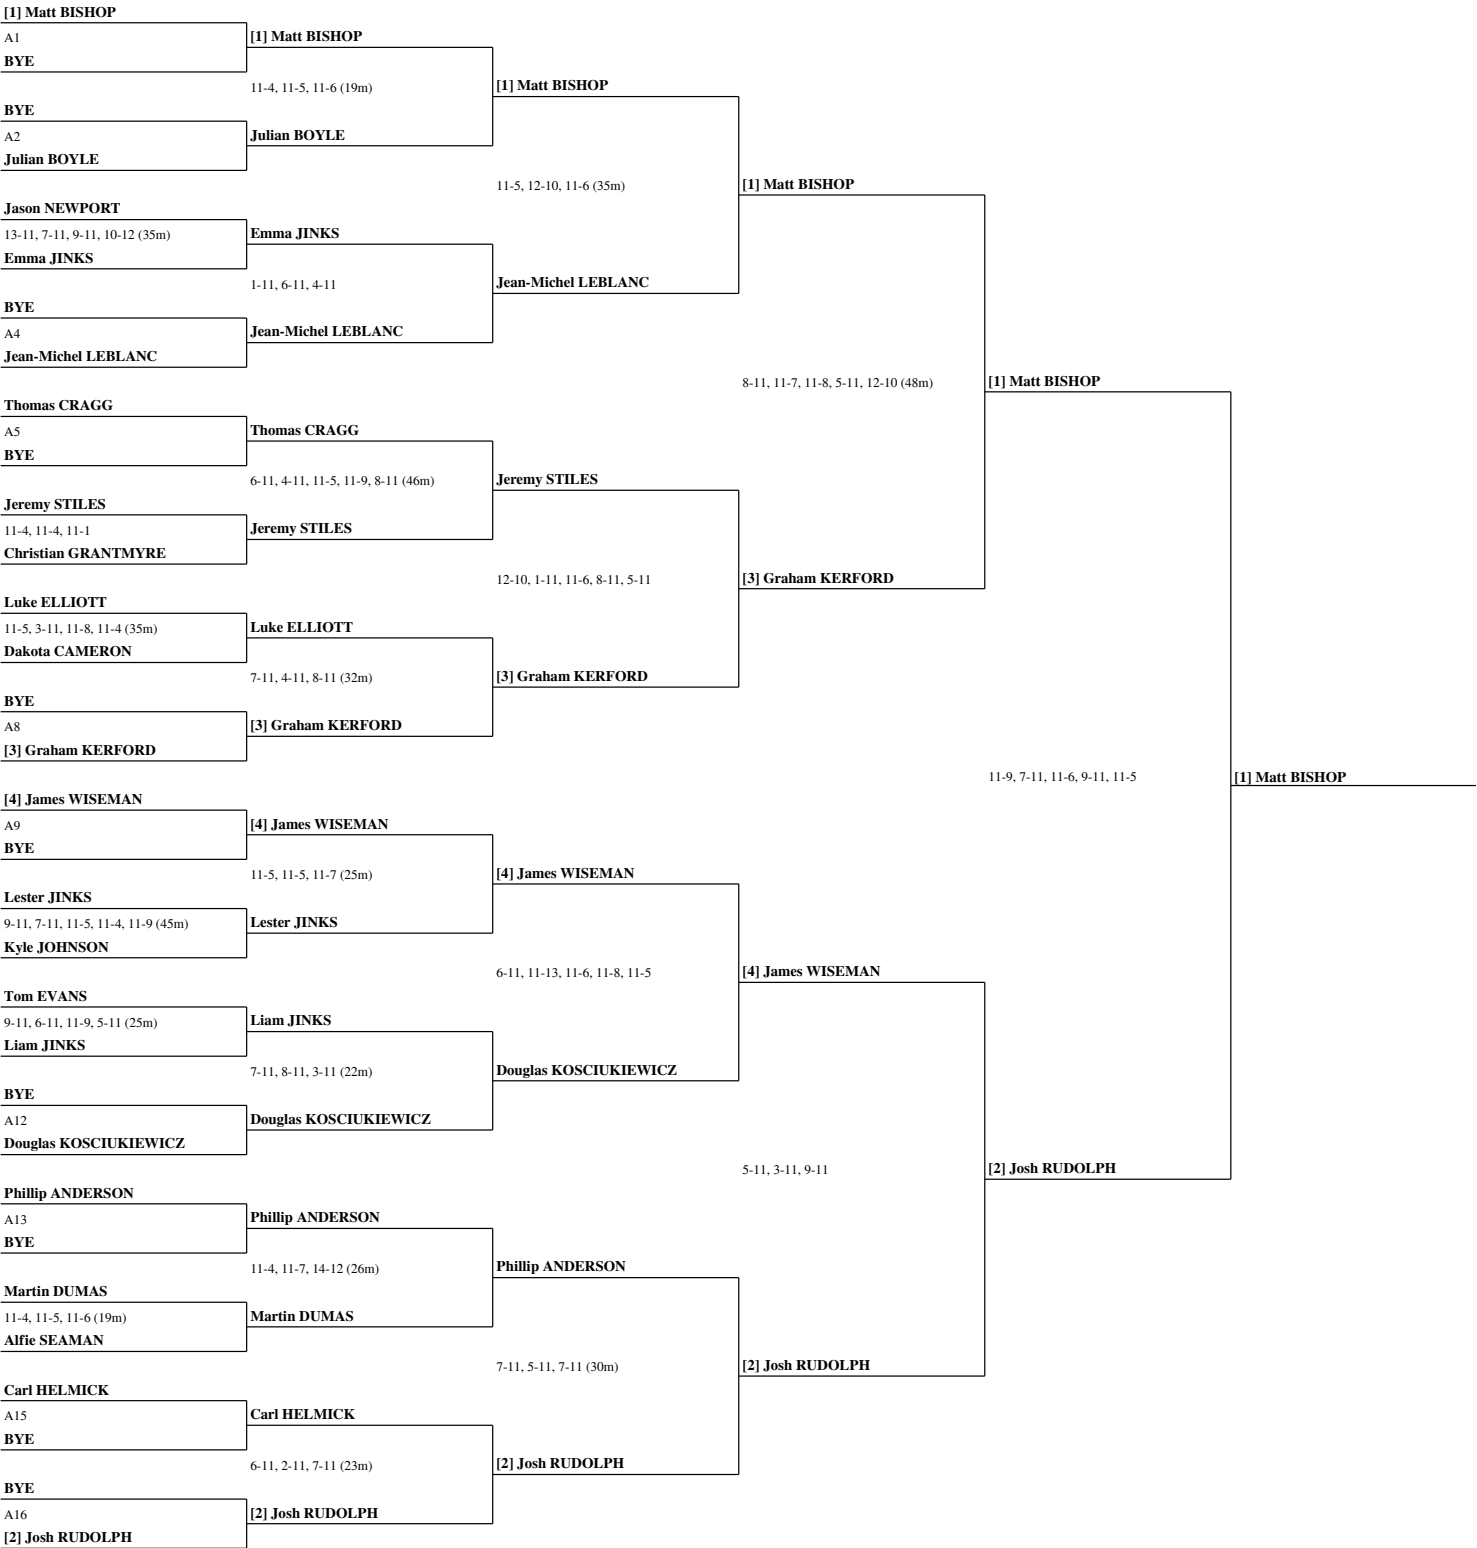 [1] Matt BISHOP
A1
BYE
BYE
A2
Julian BOYLE
Jason NEWPORT
13-11, 7-11, 9-11, 10-12 (35m)
Emma JINKS
BYE
A4
Jean-Michel LEBLANC
Thomas CRAGG
A5
BYE
Jeremy STILES
11-4, 11-4, 11-1
Christian GRANTMYRE
Luke ELLIOTT
11-5, 3-11, 11-8, 11-4 (35m)
Dakota CAMERON
BYE
A8
[3] Graham KERFORD
[4] James WISEMAN
A9
BYE
Lester JINKS
9-11, 7-11, 11-5, 11-4, 11-9 (45m)
Kyle JOHNSON
Tom EVANS
9-11, 6-11, 11-9, 5-11 (25m)
Liam JINKS
BYE
A12
Douglas KOSCIUKIEWICZ
Phillip ANDERSON
A13
BYE
Martin DUMAS
11-4, 11-5, 11-6 (19m)
Alfie SEAMAN
Carl HELMICK
A15
BYE
BYE
A16
[2] Josh RUDOLPH
[1] Matt BISHOP
11-4, 11-5, 11-6 (19m)
Julian BOYLE
Emma JINKS
1-11, 6-11, 4-11
Jean-Michel LEBLANC
Thomas CRAGG
6-11, 4-11, 11-5, 11-9, 8-11 (46m)
Jeremy STILES
Luke ELLIOTT
7-11, 4-11, 8-11 (32m)
[3] Graham KERFORD
[4] James WISEMAN
11-5, 11-5, 11-7 (25m)
Lester JINKS
Liam JINKS
7-11, 8-11, 3-11 (22m)
Douglas KOSCIUKIEWICZ
Phillip ANDERSON
11-4, 11-7, 14-12 (26m)
Martin DUMAS
Carl HELMICK
6-11, 2-11, 7-11 (23m)
[2] Josh RUDOLPH
[1] Matt BISHOP
11-5, 12-10, 11-6 (35m)
Jean-Michel LEBLANC
Jeremy STILES
12-10, 1-11, 11-6, 8-11, 5-11
[3] Graham KERFORD
[4] James WISEMAN
6-11, 11-13, 11-6, 11-8, 11-5
Douglas KOSCIUKIEWICZ
Phillip ANDERSON
7-11, 5-11, 7-11 (30m)
[2] Josh RUDOLPH
[1] Matt BISHOP
8-11, 11-7, 11-8, 5-11, 12-10 (48m)
[3] Graham KERFORD
[4] James WISEMAN
5-11, 3-11, 9-11
[2] Josh RUDOLPH
[1] Matt BISHOP
11-9, 7-11, 11-6, 9-11, 11-5
[2] Josh RUDOLPH
[1] Matt BISHOP